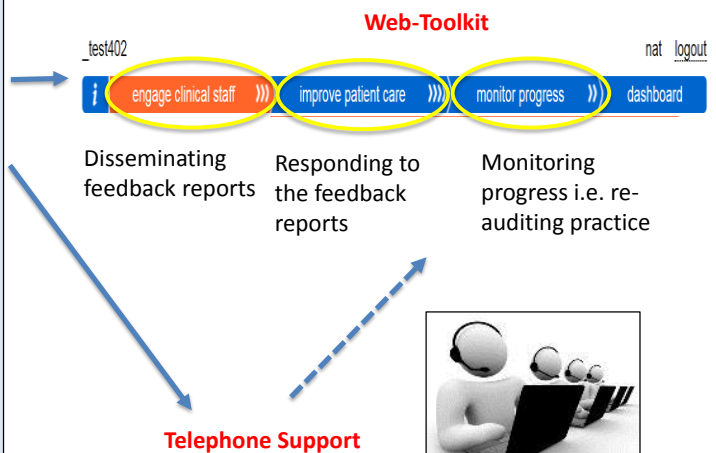 Web-Toolkit
_test402 nat logout
i engage clinical staff >>> improve patient care >>>> monitor progress >> dashboard
Disseminating
feedback reports
Responding to
the feedback
reports
Monitoring
progress i.e. re-
auditing practice
Telephone Support